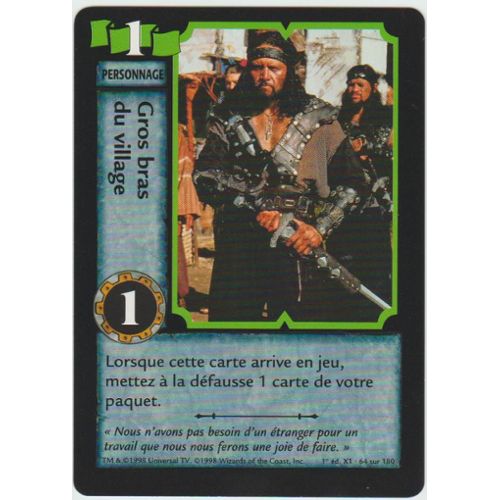 1
PERSONNAGE
Gros bras
du village
1
Lorsque cette carte arrive en jeu,
mettez à la défausse 1 carte de votre
paquet.
« Nous n'avons pas besoin d'un étranger pour un
travail que nous nous ferons une joie de faire. »
TM & ©1998 Universal TV. ©1998 Wizards of the Coast, Inc. 1e éd. X1 · 64 sur 180